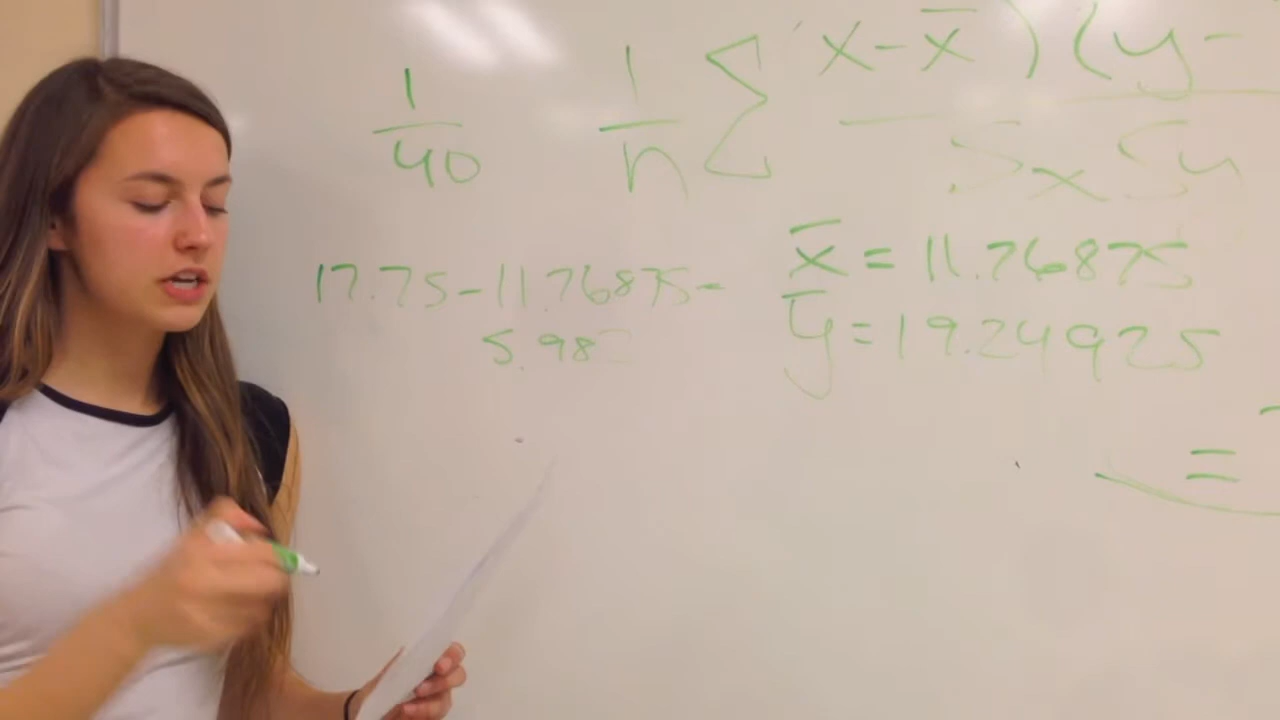 1/40 1/n Σ x-x̄)(y-
SxSy
17.75-11.76875-
5.98
x̄ = 11.76875
ȳ = 19.24925
=